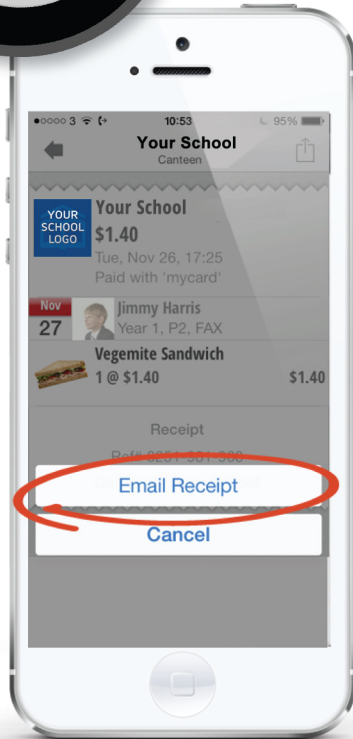 3 10:53 95%
Your School
Canteen
YOUR
SCHOOL
LOGO
Your School
$1.40
Tue, Nov 26, 17:25
Paid with 'mycard'
Nov
27
Jimmy Harris
Year 1, P2, FAX
Vegemite Sandwich
1 @ $1.40 $1.40
Receipt
Email Receipt
Cancel